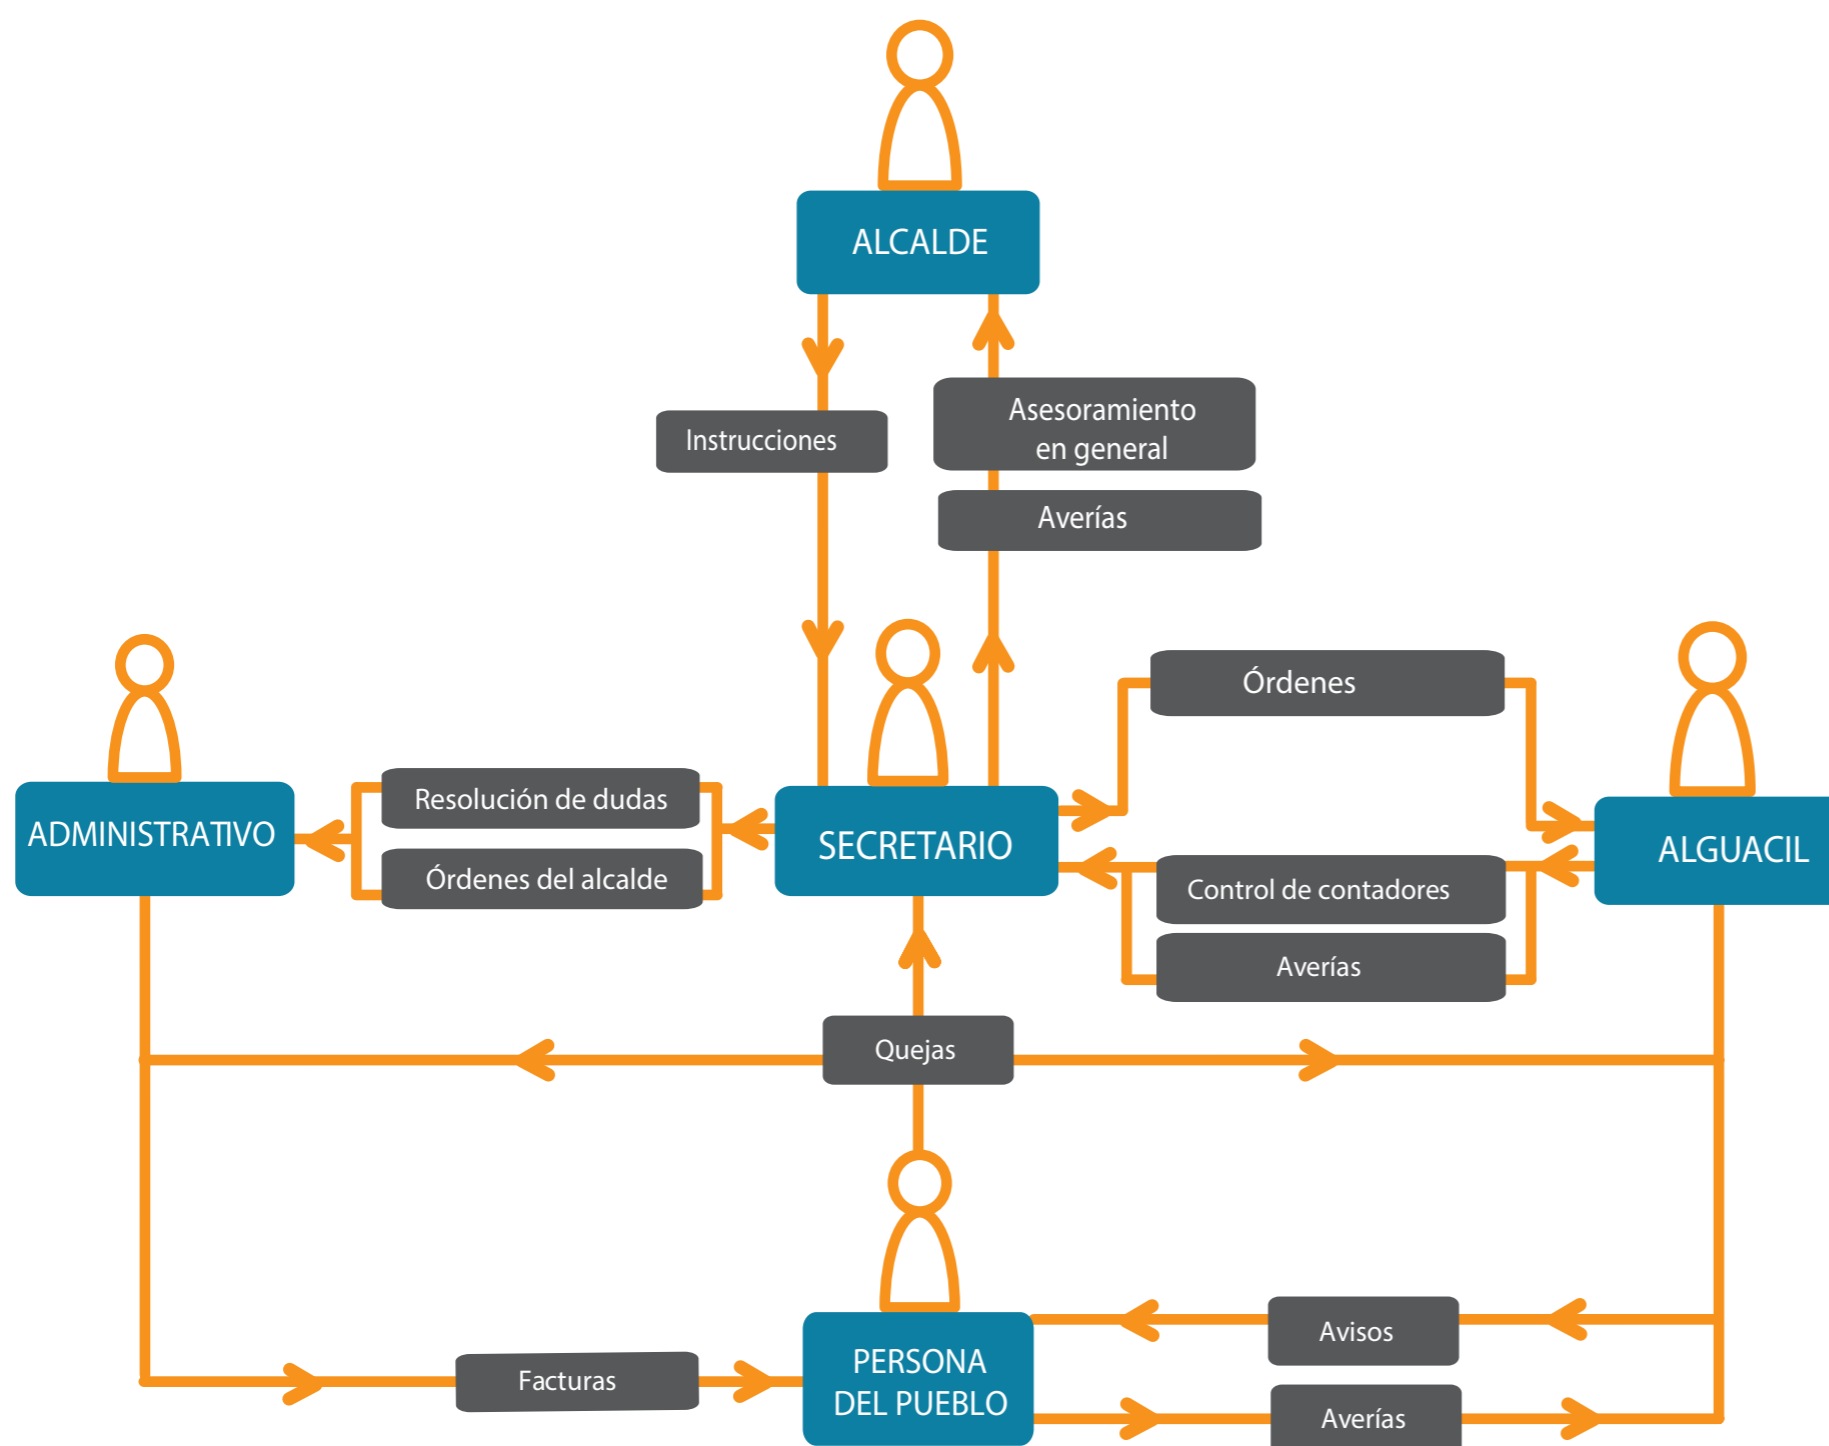 ALCALDE
Instrucciones
Asesoramiento
en general
Averías
Órdenes
Resolución de dudas
ADMINISTRATIVO
Órdenes del alcalde
SECRETARIO
ALGUACIL
Control de contadores
Averías
Quejas
Avisos
PERSONA
DEL PUEBLO
Facturas
Averías